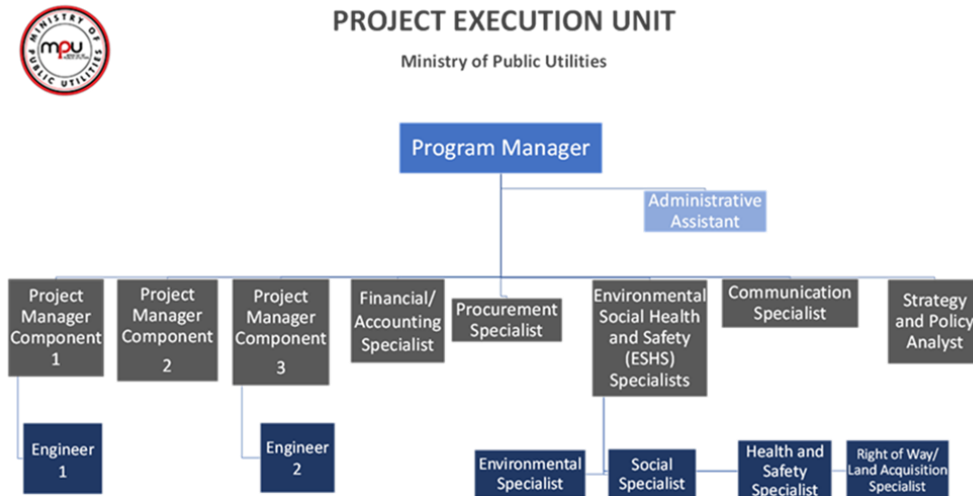 PROJECT EXECUTION UNIT
Ministry of Public Utilities
MINISTRY OF
mpu
PUBLIC UTILITIES
Program Manager
Administrative
Assistant
Project
Manager
Component
1
Project
Manager
Component
2
Project
Manager
Component
3
Financial/
Accounting
Specialist
Procurement
Specialist
Environmental
Social Health
and Safety
(ESHS)
Specialists
Communication
Specialist
Strategy
and Policy
Analyst
Engineer
1
Engineer
2
Environmental
Specialist
Social
Specialist
Health and
Safety
Specialist
Right of Way/
Land Acquisition
Specialist